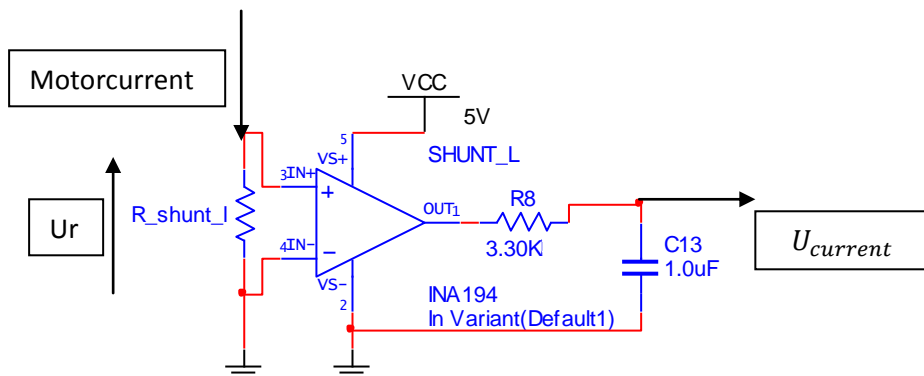 Motorcurrent
VCC
5V
5
VS+
SHUNT_L
3
IN+
+
Ur
R_shunt_l
OUT
1
R8
3.30K
4
IN-
−
C13
1.0uF
U_current
VS-
2
INA194
In Variant(Default1)